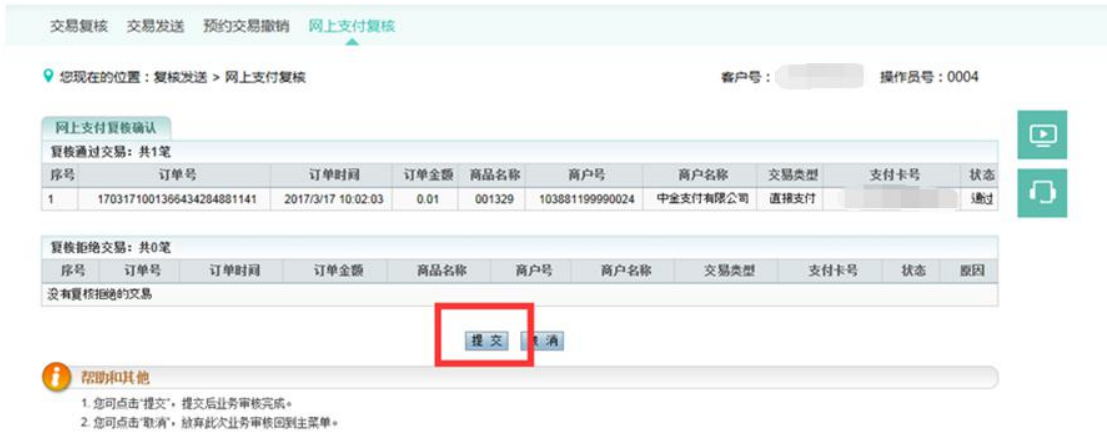 交易复核 交易发送 预约交易撤销 网上支付复核
您现在的位置：复核发送 > 网上支付复核 客户号： 操作员号：0004
网上支付复核确认
复核通过交易：共1笔
序号 订单号 订单时间 订单金额 商品名称 商户号 商户名称 交易类型 支付卡号 状态
1 1703171001366434284881141 2017/3/17 10:02:03 0.01 001329 103881199990024 中金支付有限公司 直接支付 通过
复核拒绝交易：共0笔
序号 订单号 订单时间 订单金额 商品名称 商户号 商户名称 交易类型 支付卡号 状态 原因
没有复核拒绝的交易
提 交 取 消
帮助和其他
1. 您可点击“提交”，提交后业务审核完成。
2. 您可点击“取消”，放弃此次业务审核回到主菜单。